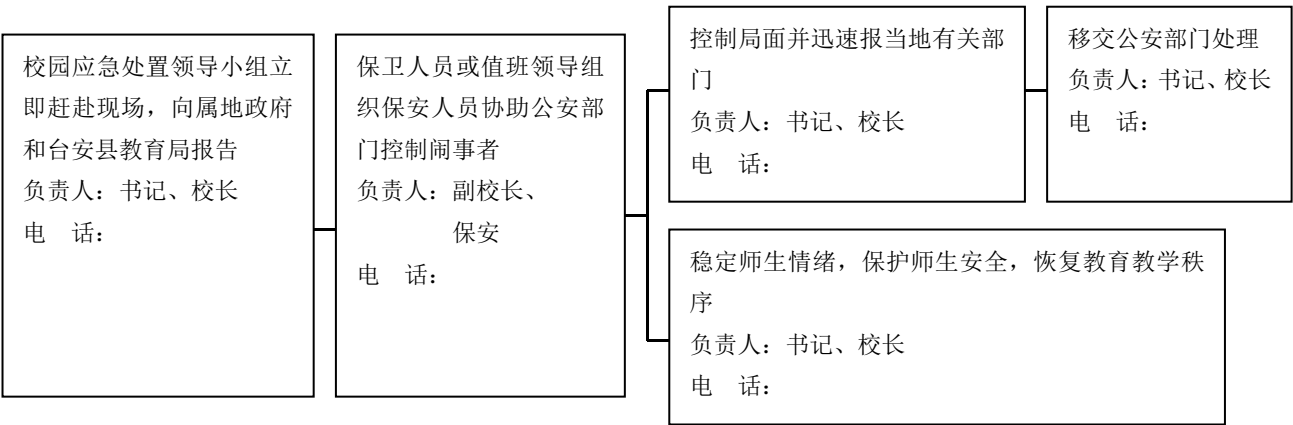 校园应急处置领导小组立
即赶赴现场，向属地政府
和台安县教育局报告
负责人：书记、校长
电 话：
保卫人员或值班领导组
织保安人员协助公安部
门控制闹事者
负责人：副校长、
保安
电 话：
控制局面并迅速报当地有关部
门
负责人：书记、校长
电 话：
移交公安部门处理
负责人：书记、校长
电 话：
稳定师生情绪，保护师生安全，恢复教育教学秩
序
负责人：书记、校长
电 话：